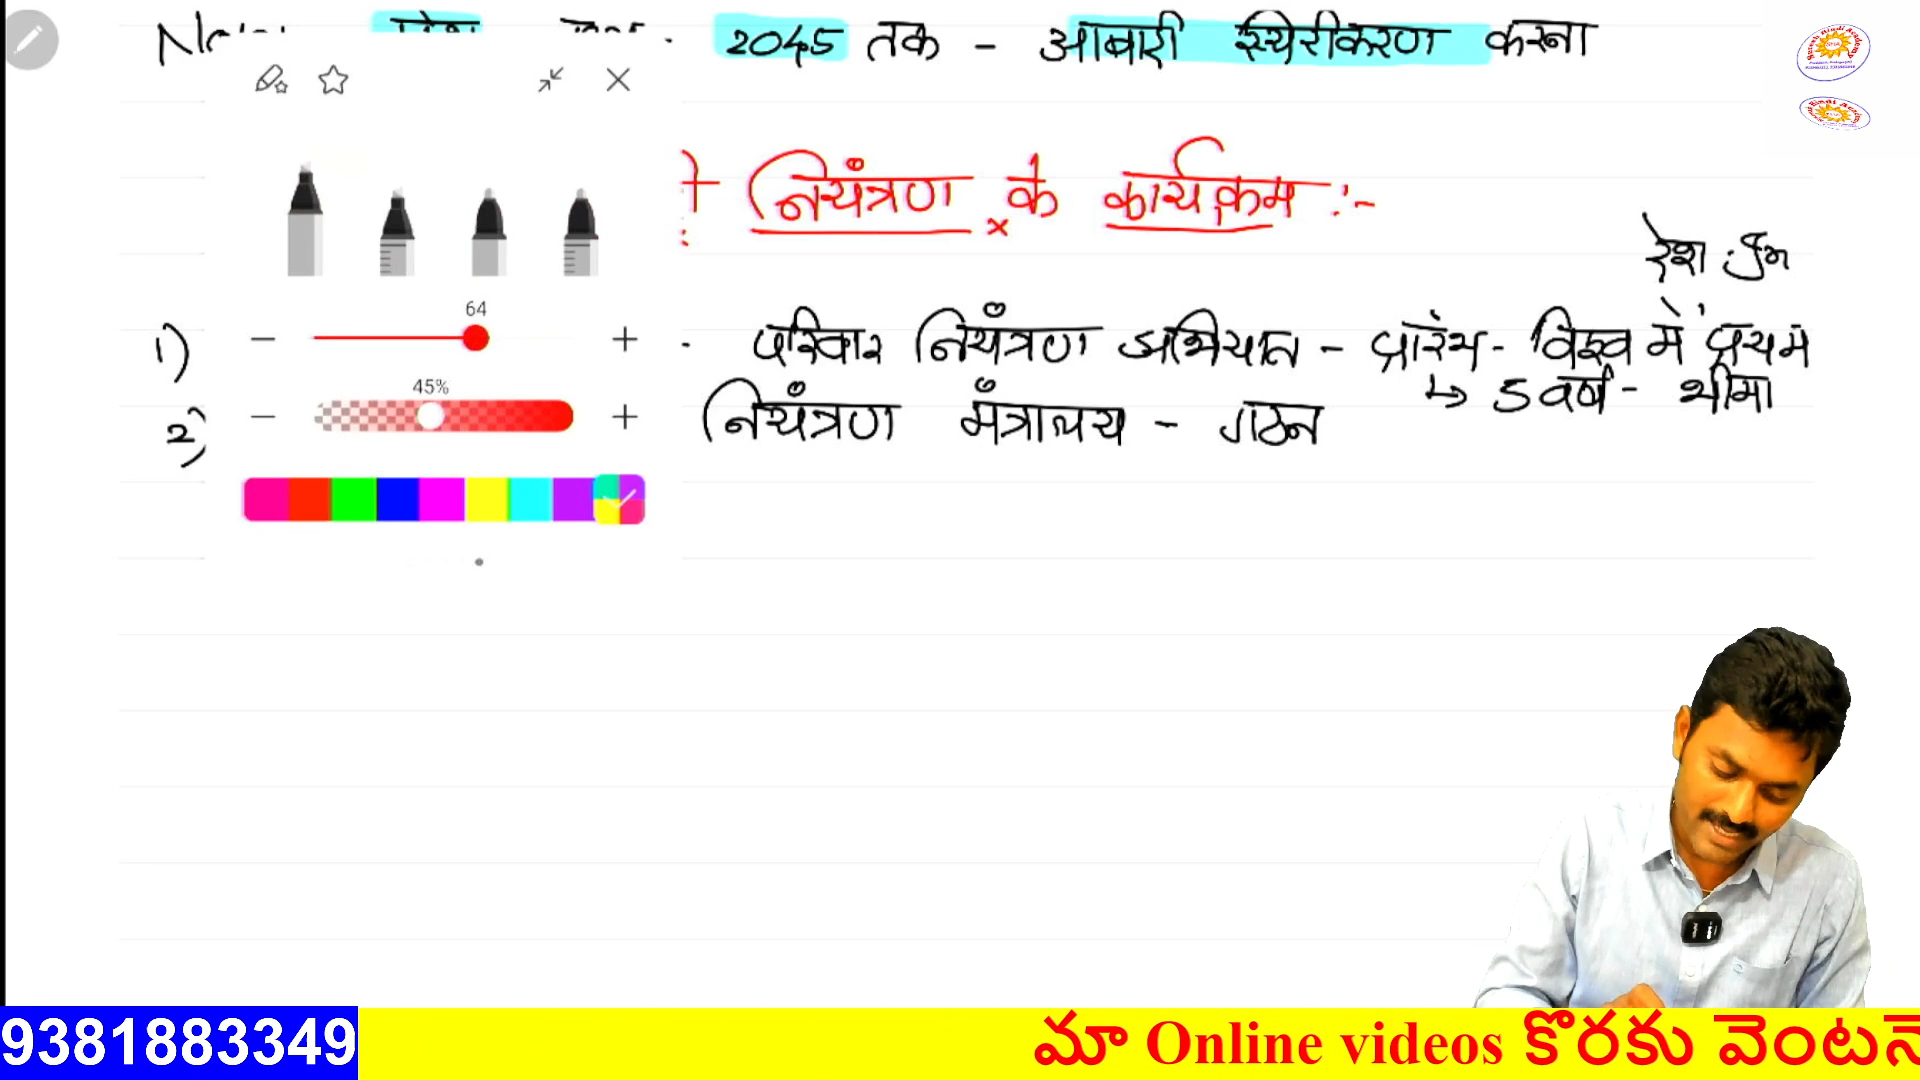 2045 तक - आबादी स्थिरीकरण करना
नियंत्रण के कार्यक्रम :-
देश
64
1) परिवार नियंत्रण अभियान - प्रारंभ - विश्व में प्रथम
↳ 5 वर्ष - सीमा
45%
2) नियंत्रण मंत्रालय - गठन
9381883349 మా Online videos కొరకు వెంటనే